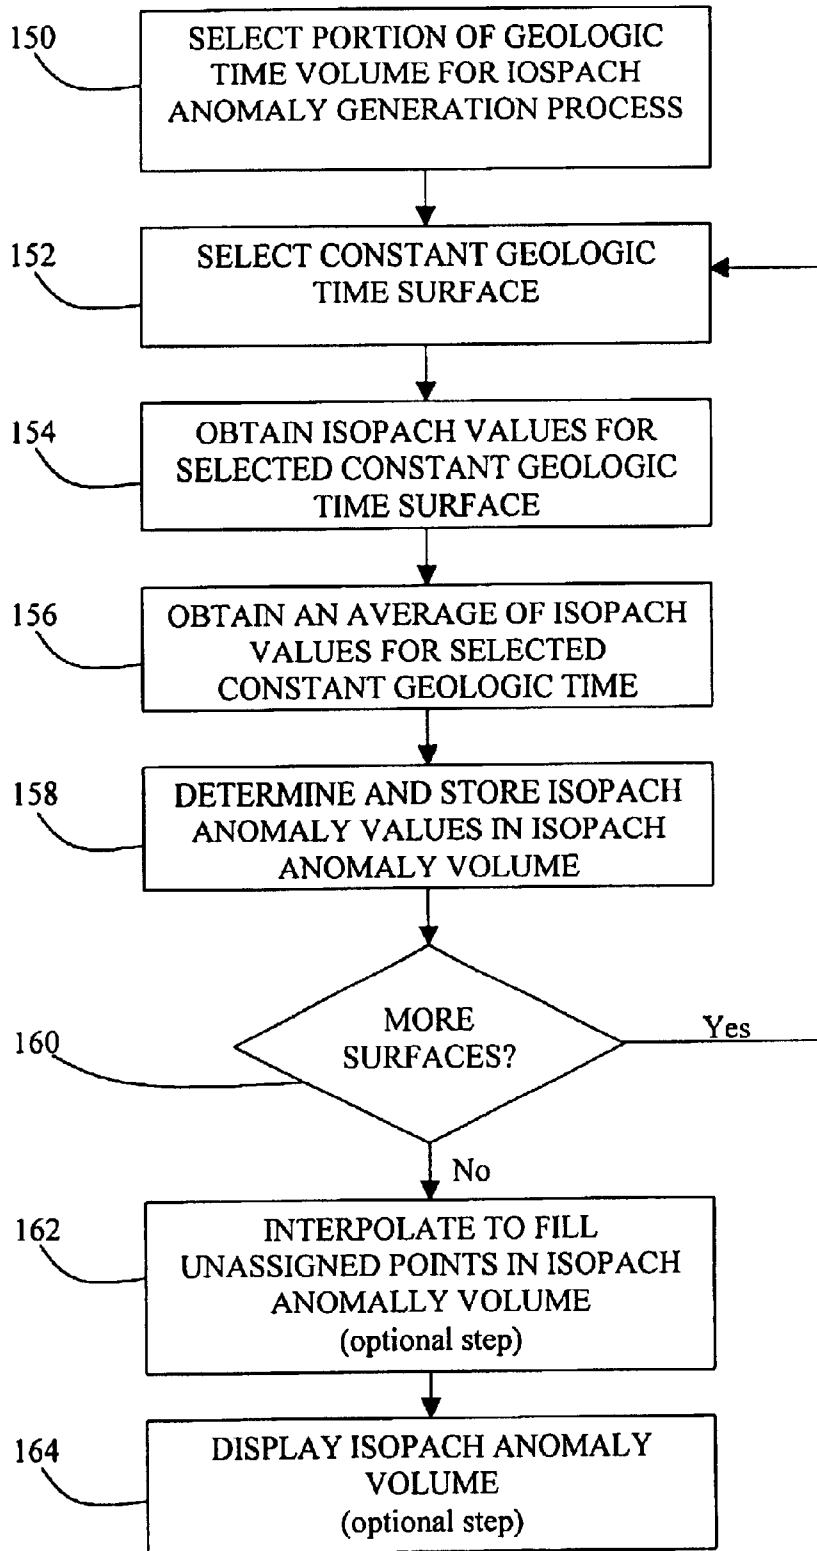 150
SELECT PORTION OF GEOLOGIC
TIME VOLUME FOR IOSPACH
ANOMALY GENERATION PROCESS
152
SELECT CONSTANT GEOLOGIC
TIME SURFACE
154
OBTAIN ISOPACH VALUES FOR
SELECTED CONSTANT GEOLOGIC
TIME SURFACE
156
OBTAIN AN AVERAGE OF ISOPACH
VALUES FOR SELECTED
CONSTANT GEOLOGIC TIME
158
DETERMINE AND STORE ISOPACH
ANOMALY VALUES IN ISOPACH
ANOMALY VOLUME
160
MORE
SURFACES?
Yes
No
162
INTERPOLATE TO FILL
UNASSIGNED POINTS IN ISOPACH
ANOMALLY VOLUME
(optional step)
164
DISPLAY ISOPACH ANOMALY
VOLUME
(optional step)